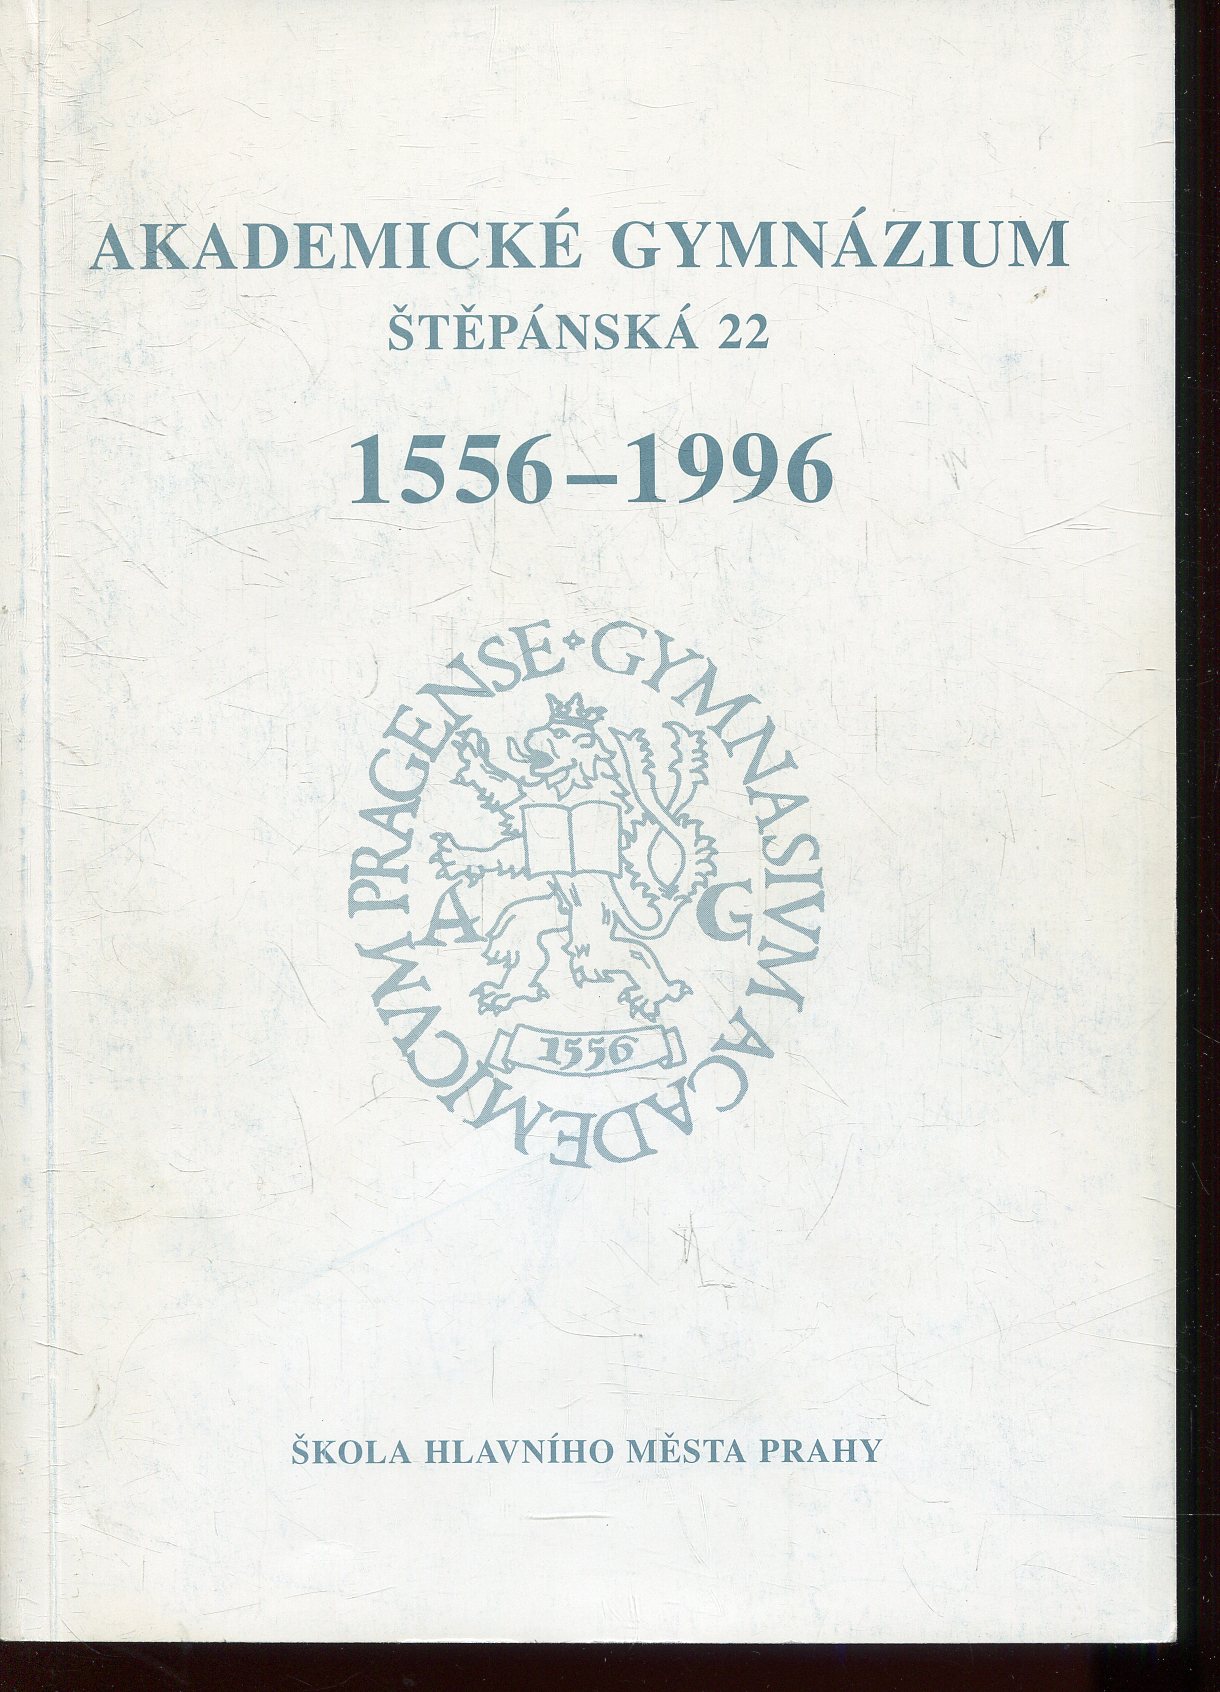 AKADEMICKÉ GYMNÁZIUM
ŠTĚPÁNSKÁ 22
1556–1996
GYMNASIVM ACADEMICVM PRAGENSE
A G
1556
ŠKOLA HLAVNÍHO MĚSTA PRAHY